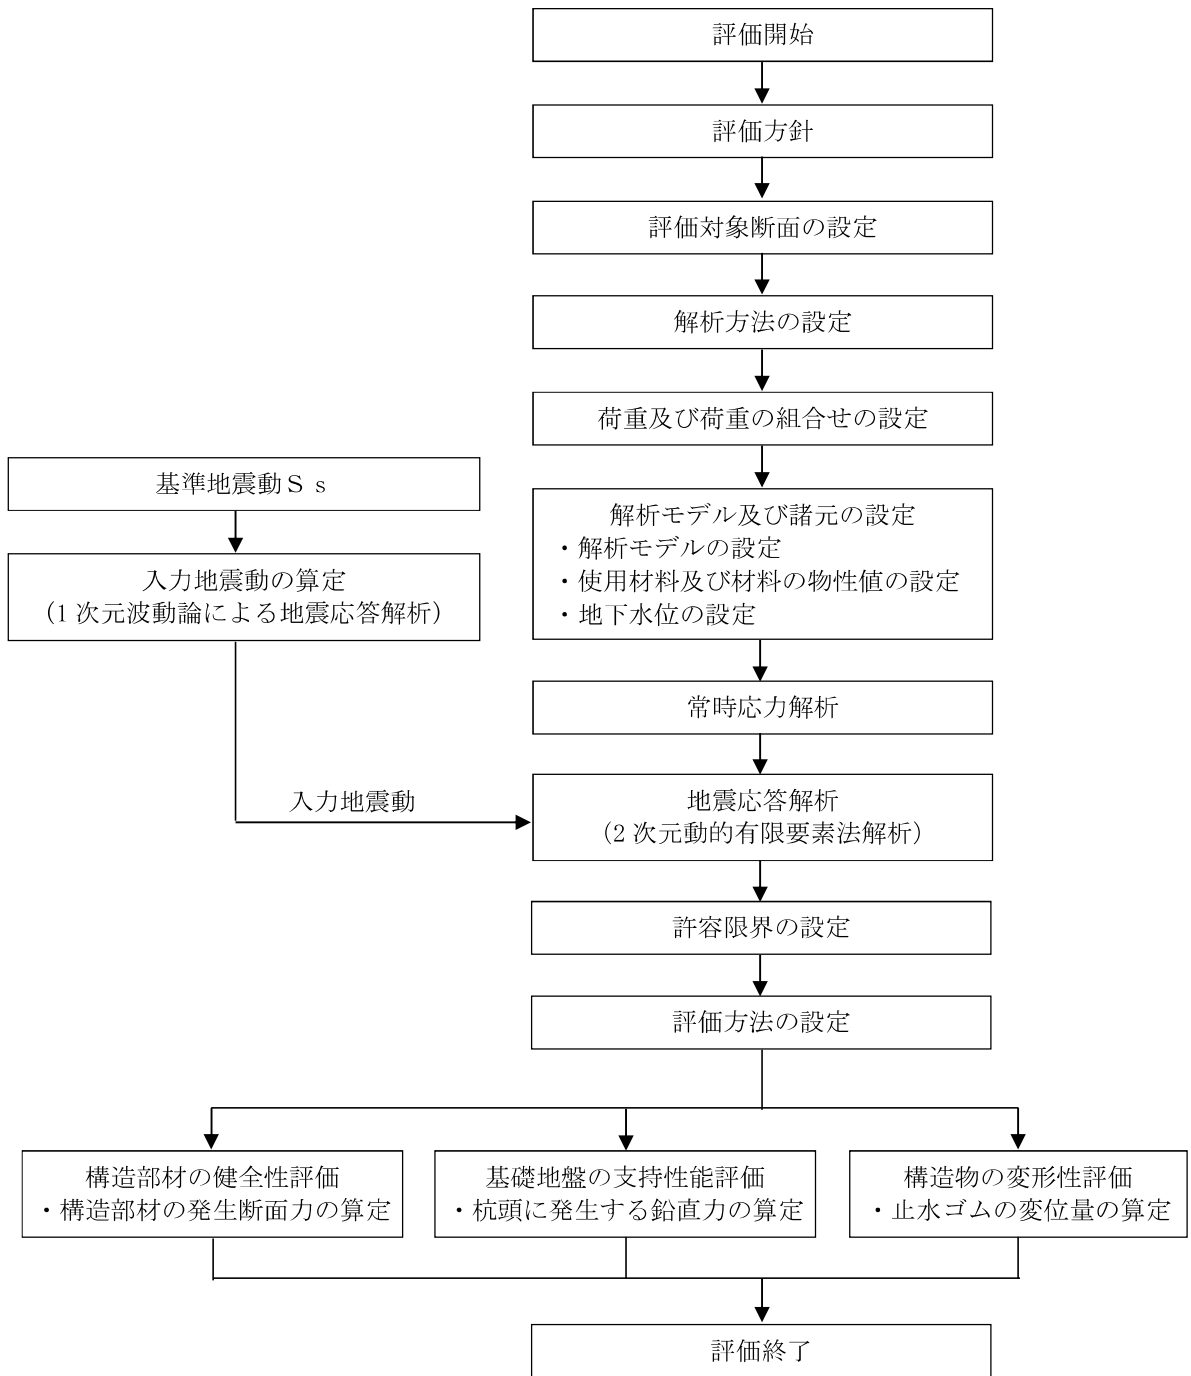 評価開始
評価方針
評価対象断面の設定
解析方法の設定
荷重及び荷重の組合せの設定
基準地震動Ｓｓ
入力地震動の算定
（1 次元波動論による地震応答解析）
解析モデル及び諸元の設定
・解析モデルの設定
・使用材料及び材料の物性値の設定
・地下水位の設定
常時応力解析
入力地震動
地震応答解析
（2 次元動的有限要素法解析）
許容限界の設定
評価方法の設定
構造部材の健全性評価
・構造部材の発生断面力の算定
基礎地盤の支持性能評価
・杭頭に発生する鉛直力の算定
構造物の変形性評価
・止水ゴムの変位量の算定
評価終了